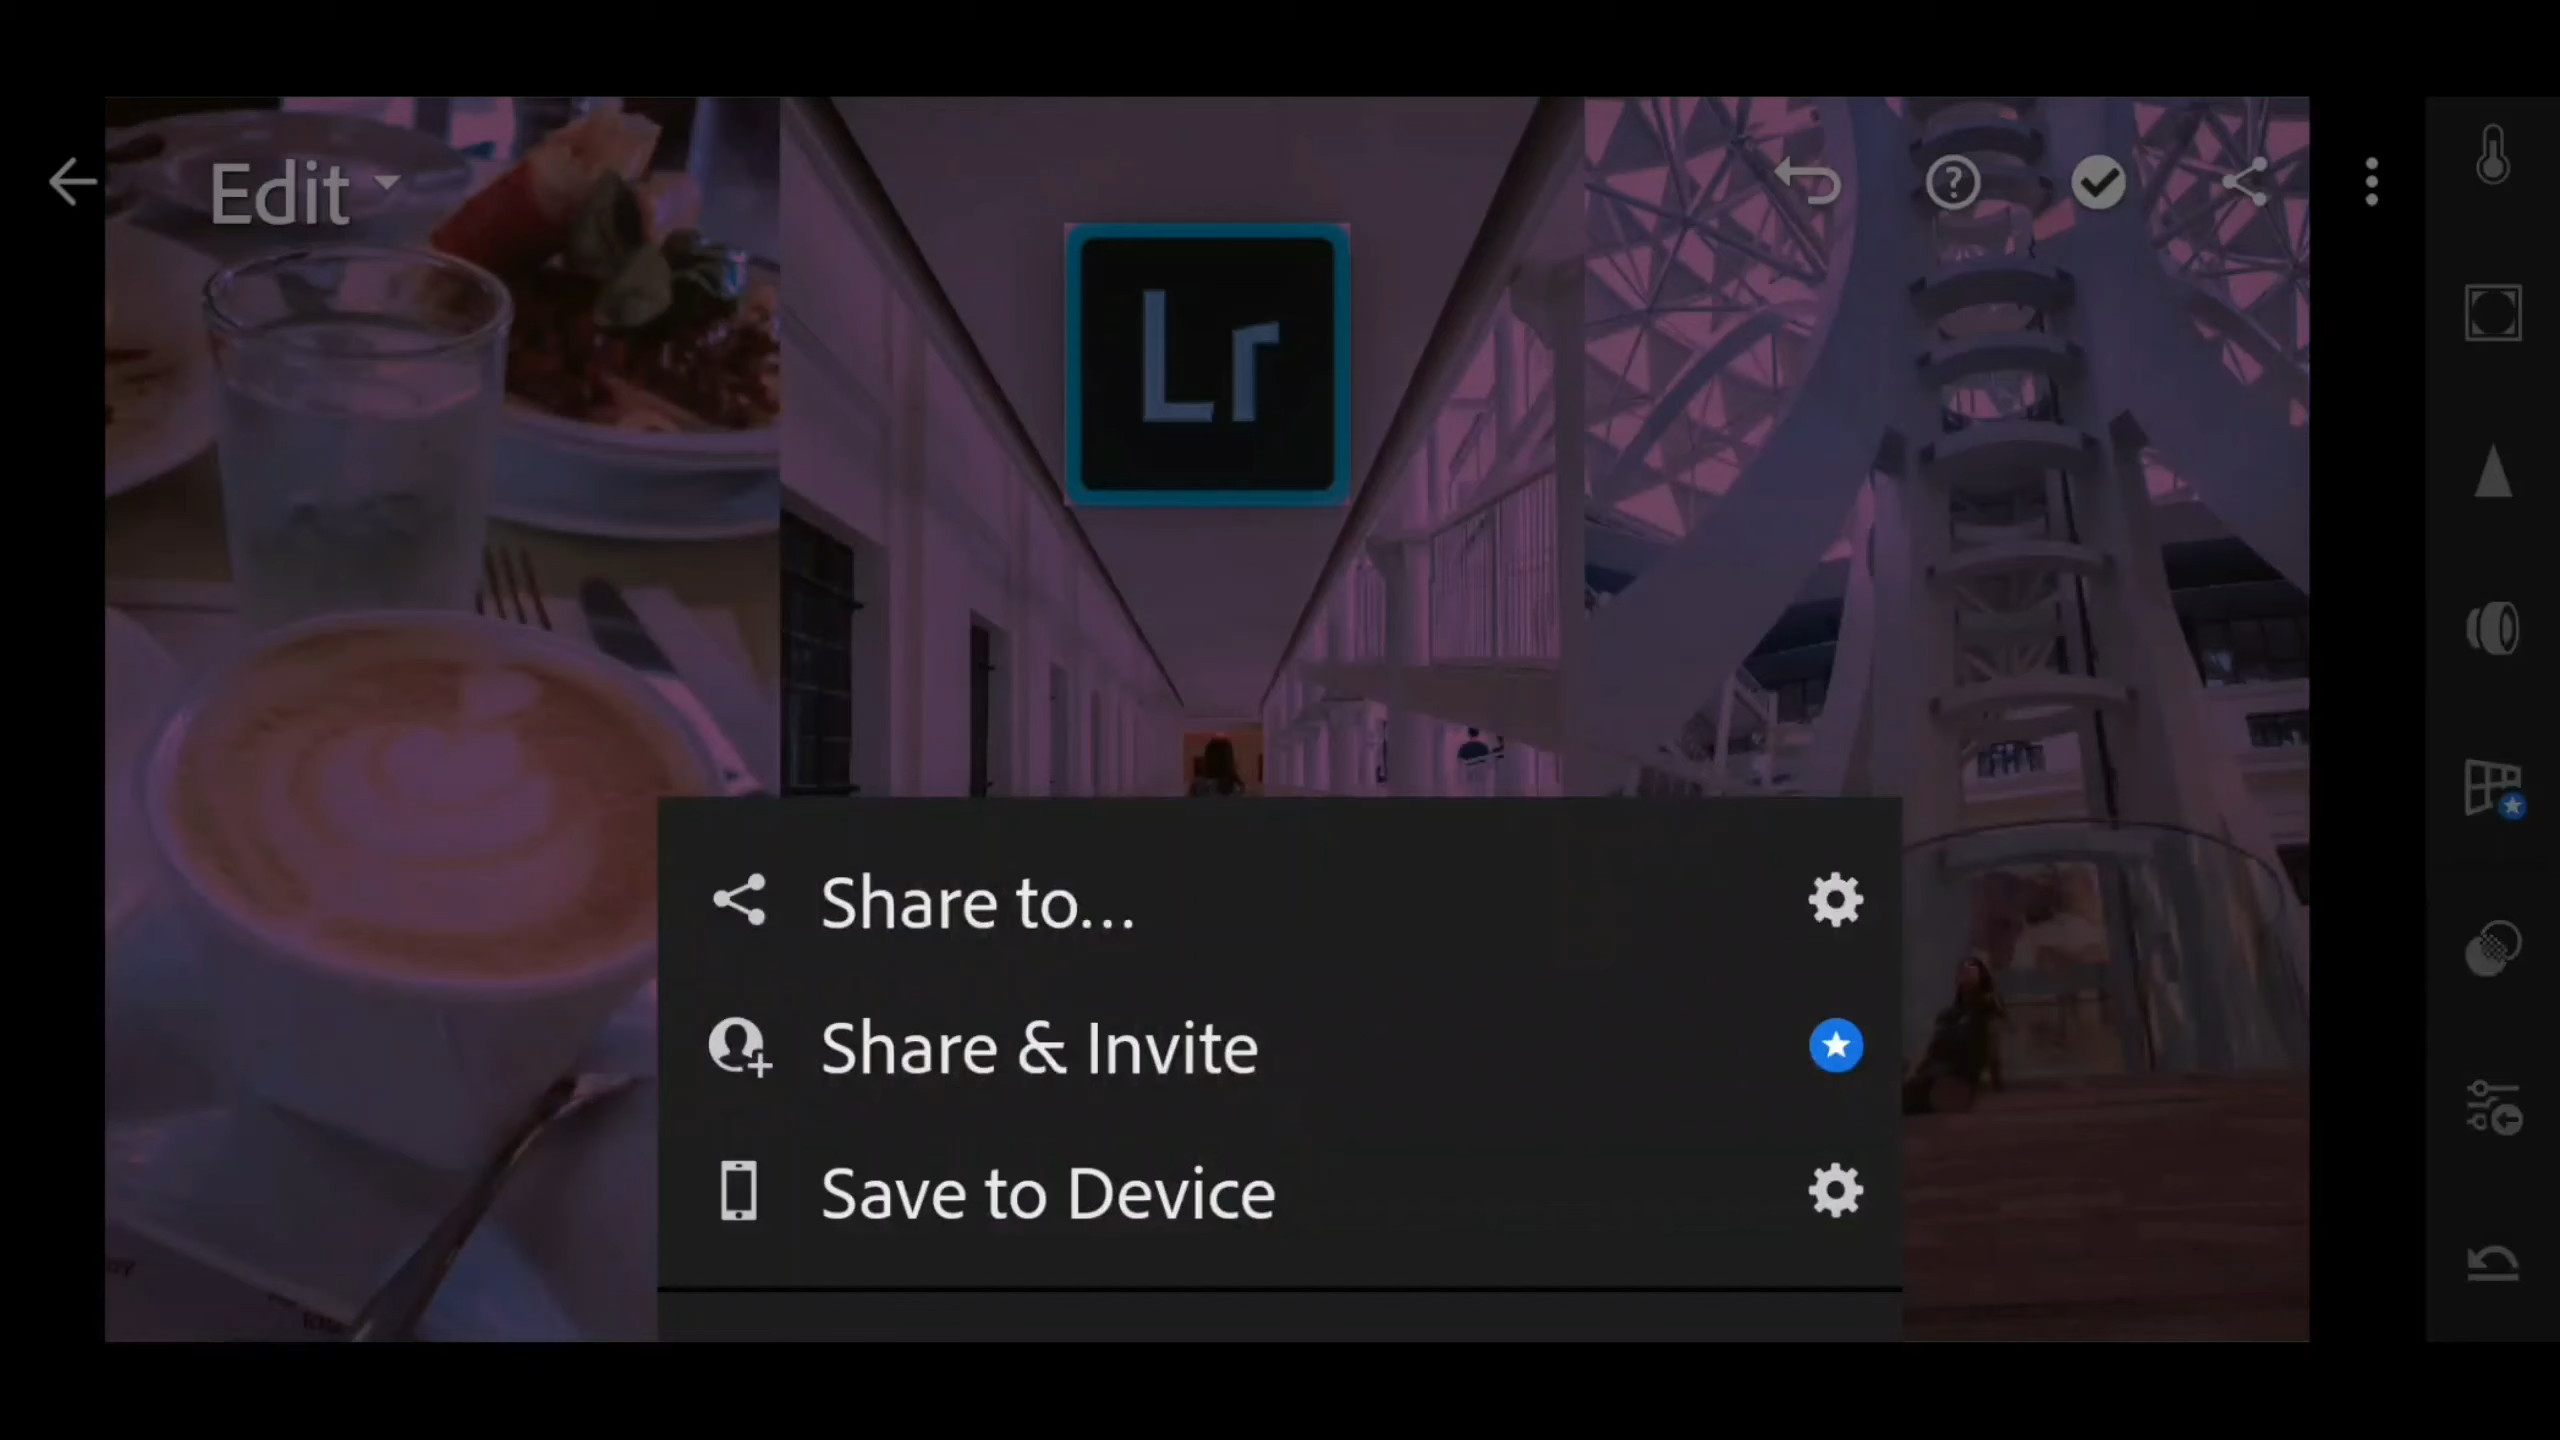 Edit
Lr
Share to...
Share & Invite
Save to Device